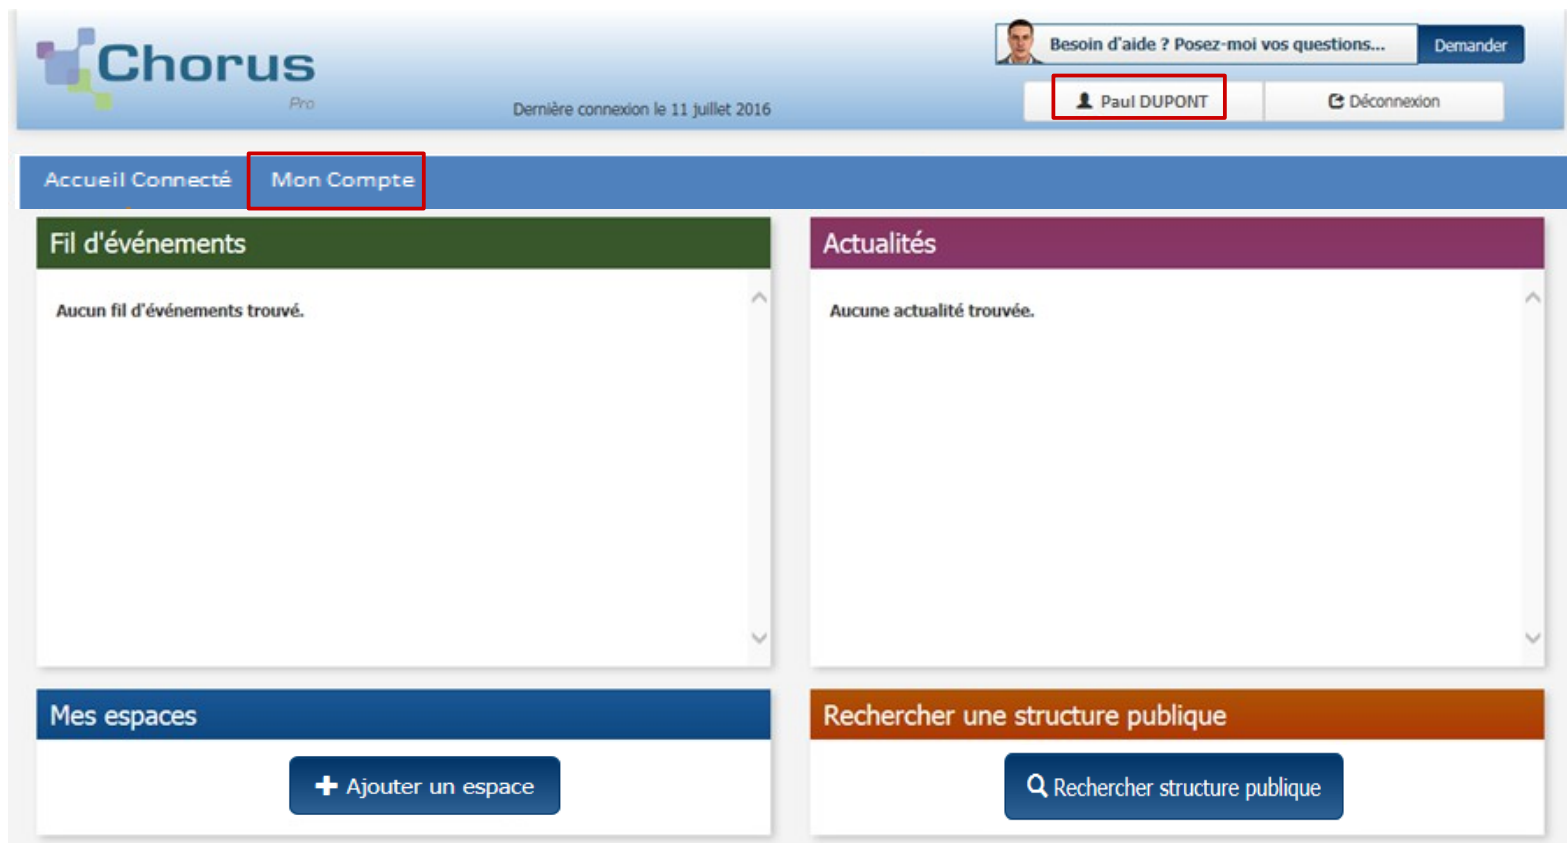 Chorus
Pro
Dernière connexion le 11 juillet 2016
Besoin d'aide ? Posez-moi vos questions...
Demander
Paul DUPONT
Déconnexion
Accueil Connecté
Mon Compte
Fil d'événements
Aucun fil d'événements trouvé.
Actualités
Aucune actualité trouvée.
Mes espaces
Ajouter un espace
Rechercher une structure publique
Rechercher structure publique